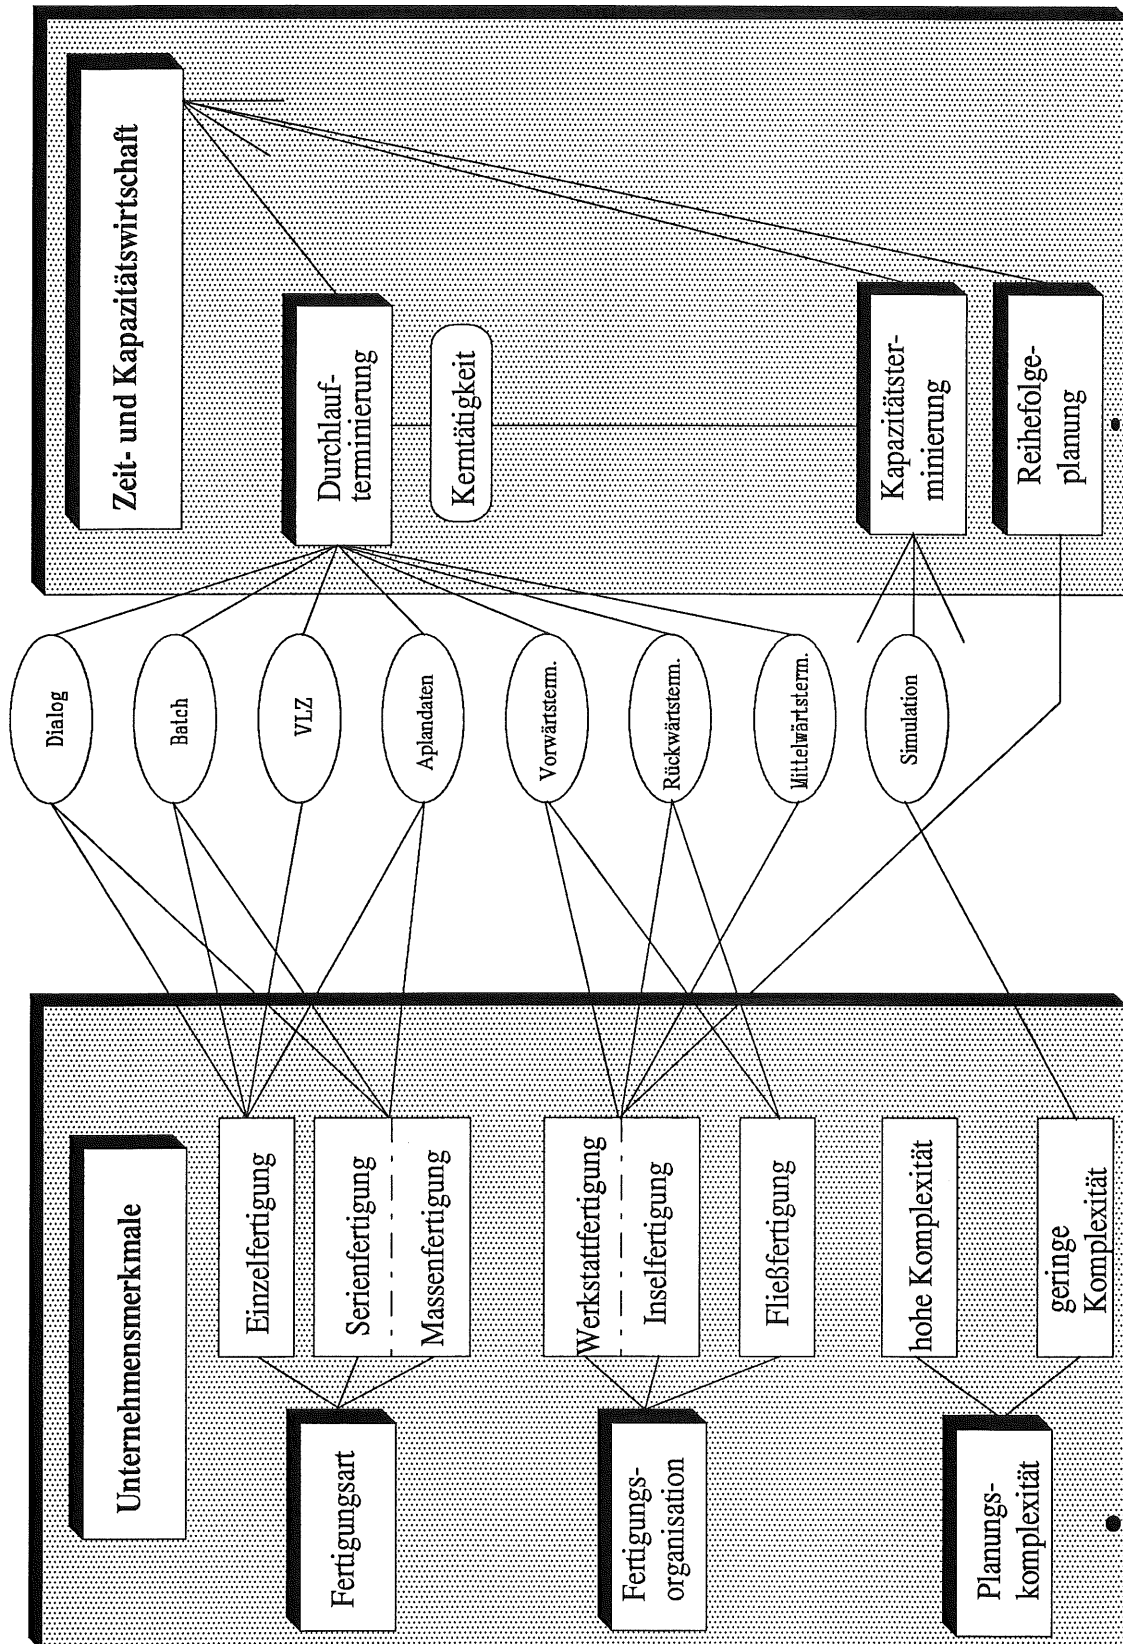 Unternehmensmerkmale
Fertigungsart
Einzelfertigung
Serienfertigung
Massenfertigung
Fertigungs-
organisation
Werkstattfertigung
Inselfertigung
Fließfertigung
Planungs-
komplexität
hohe Komplexität
geringe
Komplexität
Dialog
Batch
VLZ
Aplandaten
Vorwärtsterm.
Rückwärtsterm.
Mittelwärtsterm.
Simulation
Zeit- und Kapazitätswirtschaft
Durchlauf-
terminierung
Kerntätigkeit
Kapazitätster-
minierung
Reihefolge-
planung